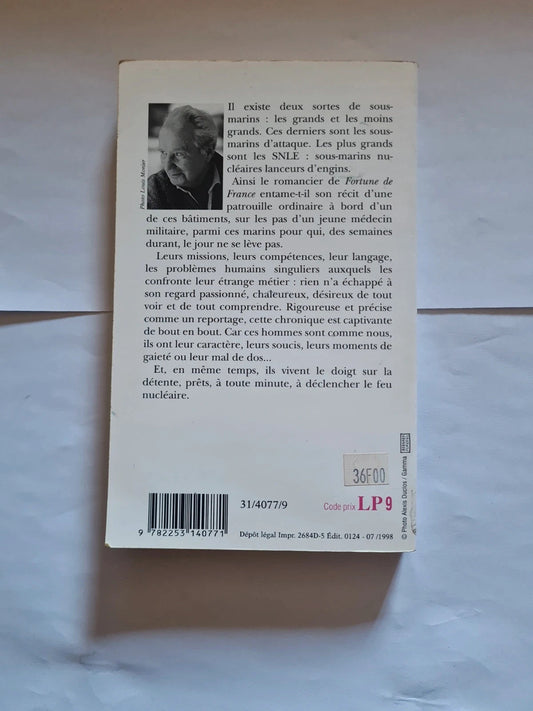 Il existe deux sortes de sous-
marins : les grands et les moins
grands. Ces derniers sont les sous-
marins d'attaque. Les plus grands
sont les SNLE : sous-marins nu-
cléaires lanceurs d'engins.
Ainsi le romancier de Fortune de
France entame-t-il son récit d'une
patrouille ordinaire à bord d'un
de ces bâtiments, sur les pas d'un jeune médecin
militaire, parmi ces marins pour qui, des semaines
durant, le jour ne se lève pas.
Leurs missions, leurs compétences, leur langage,
les problèmes humains singuliers auxquels les
confronte leur étrange métier : rien n'a échappé à
son regard passionné, chaleureux, désireux de tout
voir et de tout comprendre. Rigoureuse et précise
comme un reportage, cette chronique est captivante
de bout en bout. Car ces hommes sont comme nous,
ils ont leur caractère, leurs soucis, leurs moments de
gaieté ou leur mal de dos...
Et, en même temps, ils vivent le doigt sur la
détente, prêts, à toute minute, à déclencher le feu
nucléaire.
Photo Louis Monier
36F00
31/4077/9
Code prix LP 9
9 782253 140771
Dépôt légal Impr. 2684D-5 Édit. 0124 - 07/1998
© Photo Alexis Duclos / Gamma